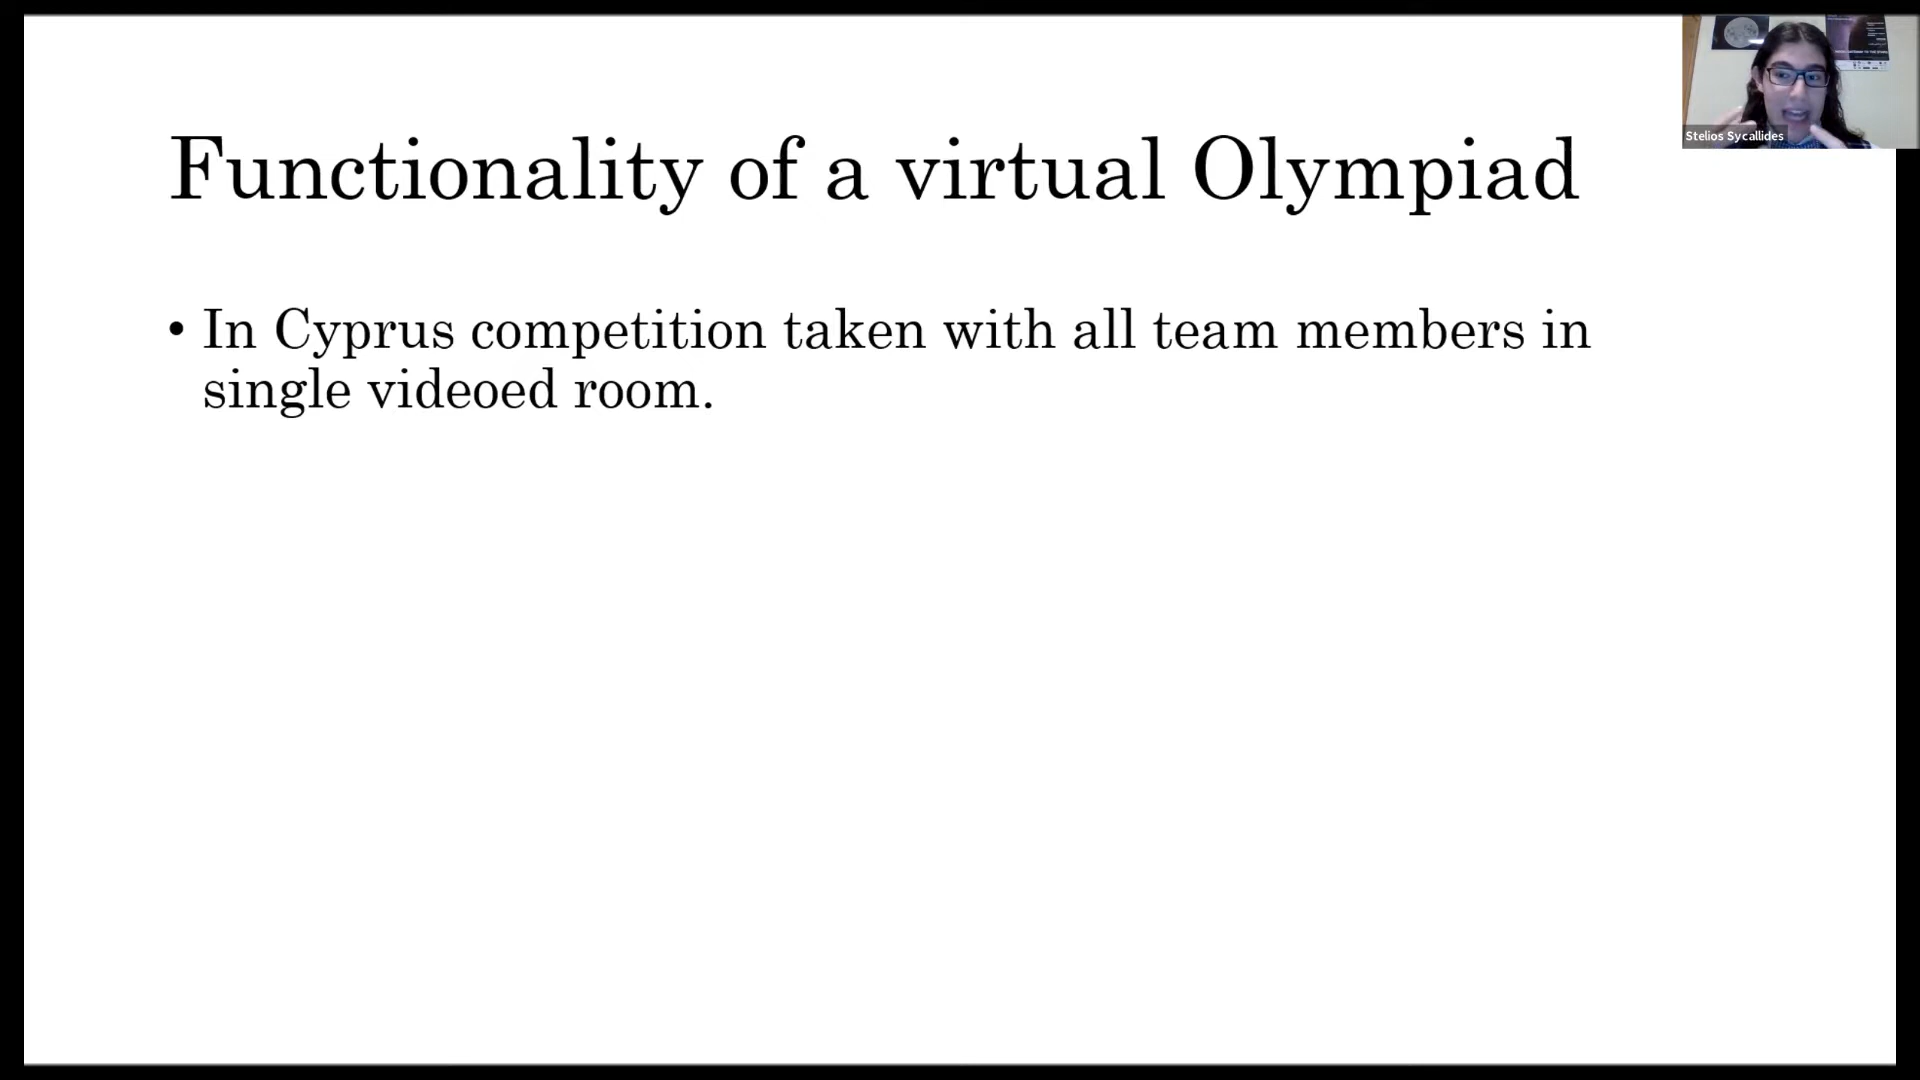 Functionality of a virtual Olympiad
• In Cyprus competition taken with all team members in
single videoed room.
Stelios Sycallides